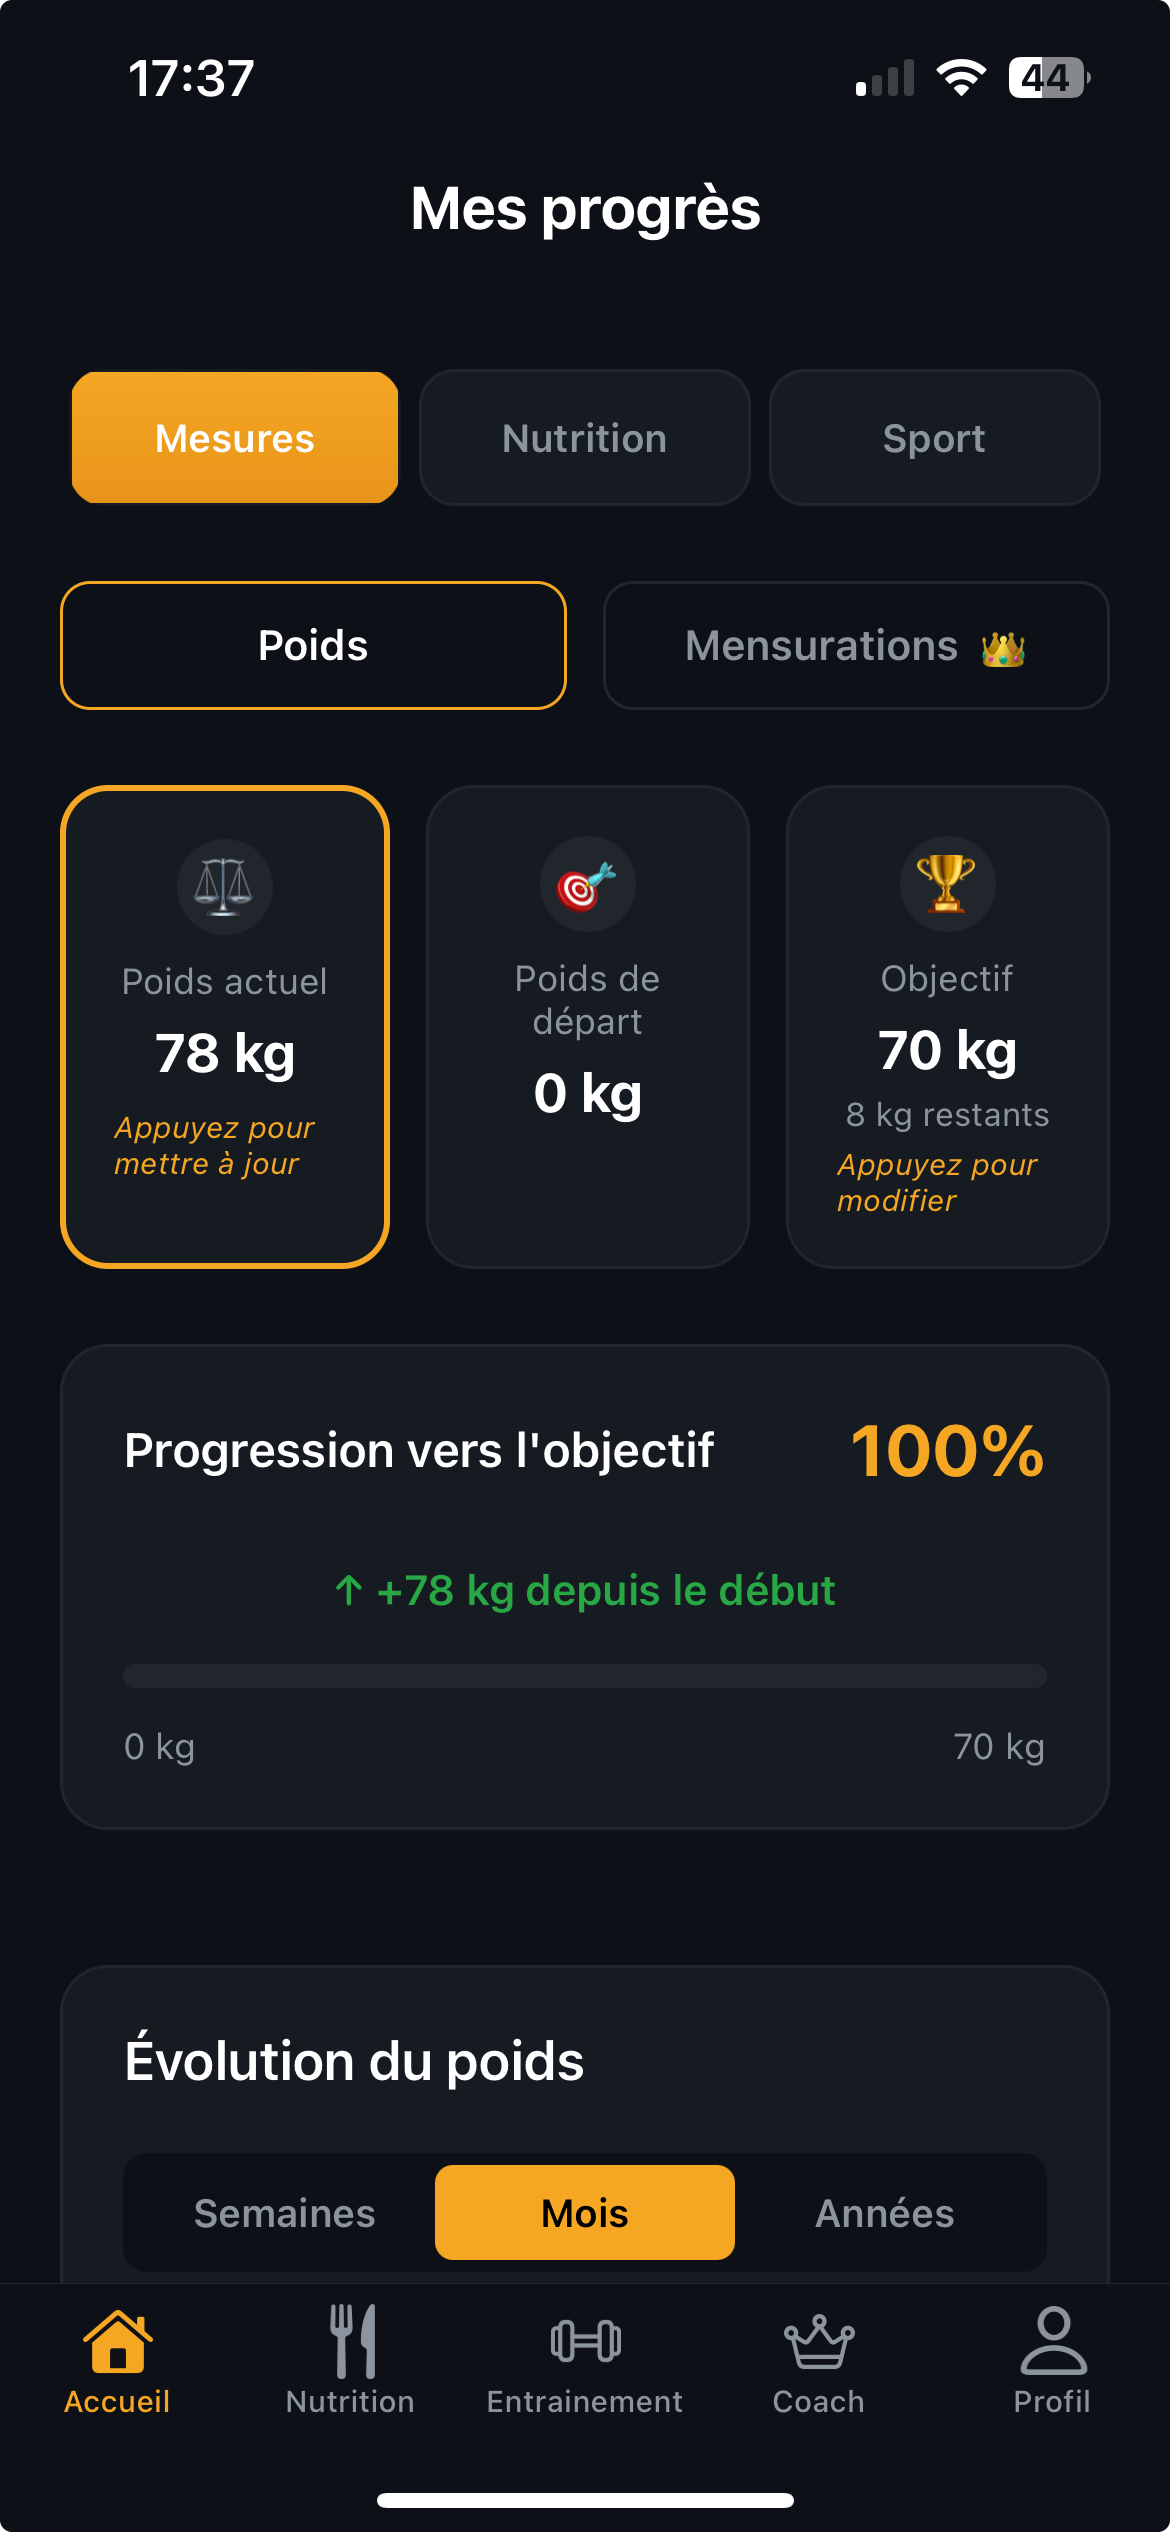 17:37
44
Mes progrès
Mesures
Nutrition
Sport
Poids
Mensurations
Poids actuel
78 kg
Appuyez pour
mettre à jour
Poids de
départ
0 kg
Objectif
70 kg
8 kg restants
Appuyez pour
modifier
Progression vers l'objectif
100%
↑ +78 kg depuis le début
0 kg
70 kg
Évolution du poids
Semaines
Mois
Années
Accueil
Nutrition
Entrainement
Coach
Profil